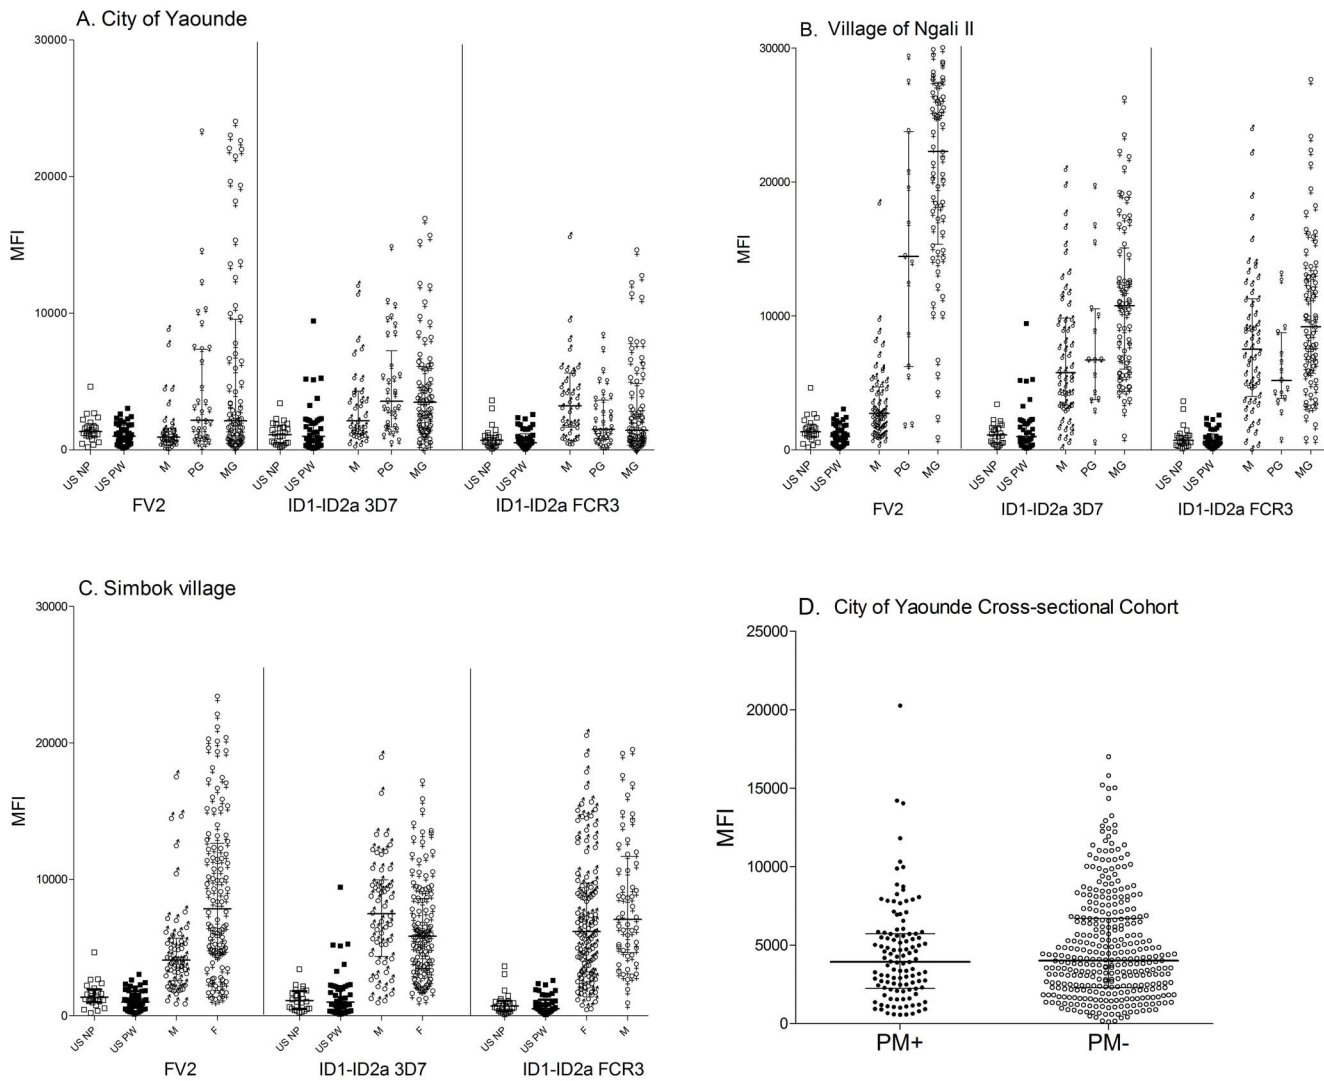 A. City of Yaounde
30000
20000
10000
0
MFI
US NP
US PW
M
PG
MG
US NP
US PW
M
PG
MG
US NP
US PW
M
PG
MG
FV2
ID1-ID2a 3D7
ID1-ID2a FCR3
B. Village of Ngali II
30000
20000
10000
0
MFI
US NP
US PW
M
PG
MG
US NP
US PW
M
PG
MG
US NP
US PW
M
PG
MG
FV2
ID1-ID2a 3D7
ID1-ID2a FCR3
C. Simbok village
30000
20000
10000
0
MFI
US NP
US PW
M
F
US NP
US PW
M
F
US NP
US PW
F
M
FV2
ID1-ID2a 3D7
ID1-ID2a FCR3
D. City of Yaounde Cross-sectional Cohort
25000
20000
15000
10000
5000
0
MFI
PM+
PM-